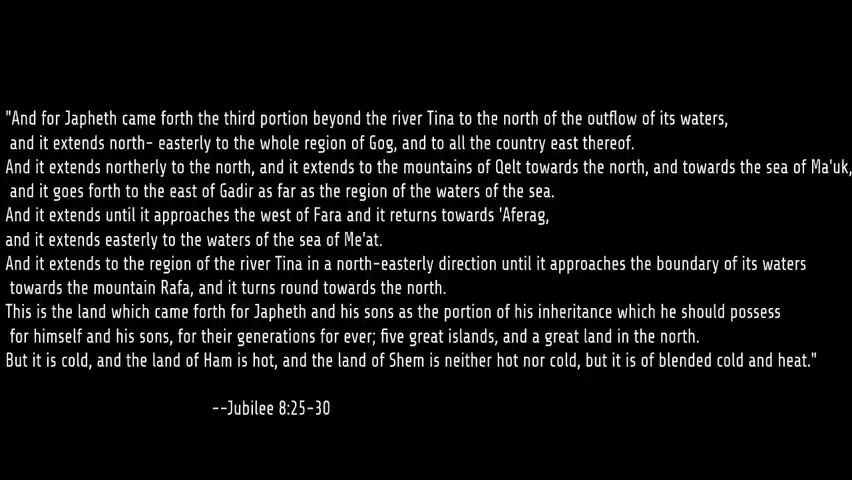 "And for Japheth came forth the third portion beyond the river Tina to the north of the outflow of its waters,
and it extends north- easterly to the whole region of Gog, and to all the country east thereof.
And it extends northerly to the north, and it extends to the mountains of Qelt towards the north, and towards the sea of Ma'uk,
and it goes forth to the east of Gadir as far as the region of the waters of the sea.
And it extends until it approaches the west of Fara and it returns towards 'Aferag,
and it extends easterly to the waters of the sea of Me'at.
And it extends to the region of the river Tina in a north-easterly direction until it approaches the boundary of its waters
towards the mountain Rafa, and it turns round towards the north.
This is the land which came forth for Japheth and his sons as the portion of his inheritance which he should possess
for himself and his sons, for their generations for ever; five great islands, and a great land in the north.
But it is cold, and the land of Ham is hot, and the land of Shem is neither hot nor cold, but it is of blended cold and heat."
--Jubilee 8:25-30